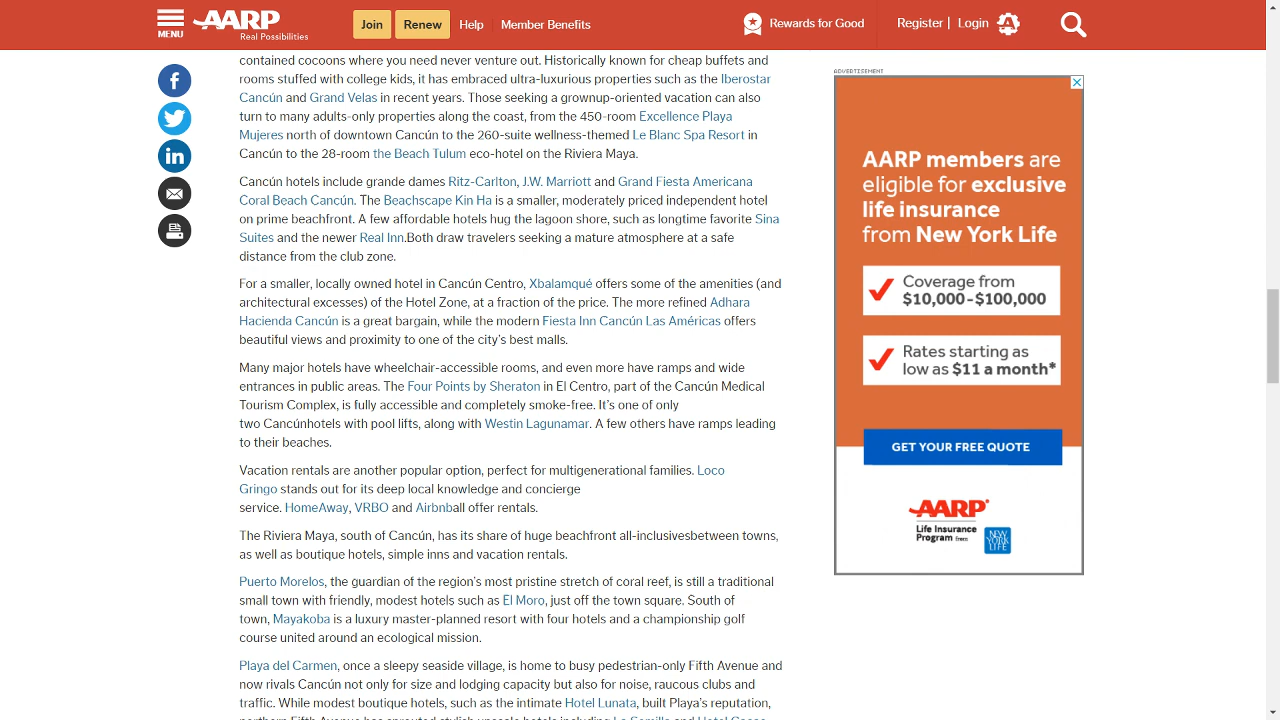 MENU
AARP
Real Possibilities
Join
Renew
Help
Member Benefits
Rewards for Good
Register |
Login
contained cocoons where you need never venture out. Historically known for cheap buffets and
rooms stuffed with college kids, it has embraced ultra-luxurious properties such as the Iberostar
Cancún and Grand Velas in recent years. Those seeking a grownup-oriented vacation can also
turn to many adults-only properties along the coast, from the 450-room Excellence Playa
Mujeres north of downtown Cancún to the 260-suite wellness-themed Le Blanc Spa Resort in
Cancún to the 28-room the Beach Tulum eco-hotel on the Riviera Maya.
Cancún hotels include grande dames Ritz-Carlton, J.W. Marriott and Grand Fiesta Americana
Coral Beach Cancún. The Beachscape Kin Ha is a smaller, moderately priced independent hotel
on prime beachfront. A few affordable hotels hug the lagoon shore, such as longtime favorite Sina
Suites and the newer Real Inn.Both draw travelers seeking a mature atmosphere at a safe
distance from the club zone.
For a smaller, locally owned hotel in Cancún Centro, Xbalamqué offers some of the amenities (and
architectural excesses) of the Hotel Zone, at a fraction of the price. The more refined Adhara
Hacienda Cancún is a great bargain, while the modern Fiesta Inn Cancún Las Américas offers
beautiful views and proximity to one of the city's best malls.
Many major hotels have wheelchair-accessible rooms, and even more have ramps and wide
entrances in public areas. The Four Points by Sheraton in El Centro, part of the Cancún Medical
Tourism Complex, is fully accessible and completely smoke-free. It's one of only
two Cancúnhotels with pool lifts, along with Westin Lagunamar. A few others have ramps leading
to their beaches.
Vacation rentals are another popular option, perfect for multigenerational families. Loco
Gringo stands out for its deep local knowledge and concierge
service. HomeAway, VRBO and Airbnball offer rentals.
The Riviera Maya, south of Cancún, has its share of huge beachfront all-inclusivesbetween towns,
as well as boutique hotels, simple inns and vacation rentals.
Puerto Morelos, the guardian of the region's most pristine stretch of coral reef, is still a traditional
small town with friendly, modest hotels such as El Moro, just off the town square. South of
town, Mayakoba is a luxury master-planned resort with four hotels and a championship golf
course united around an ecological mission.
Playa del Carmen, once a sleepy seaside village, is home to busy pedestrian-only Fifth Avenue and
now rivals Cancún not only for size and lodging capacity but also for noise, raucous clubs and
traffic. While modest boutique hotels, such as the intimate Hotel Lunata, built Playa's reputation,
northern Fifth Avenue has sprouted stylish upscale hotels including La Semilla and Hotel
ADVERTISEMENT
AARP members are
eligible for exclusive
life insurance
from New York Life
Coverage from
$10,000-$100,000
Rates starting as
low as $11 a month*
GET YOUR FREE QUOTE
AARP
Life Insurance
Program from
NEW
YORK
LIFE